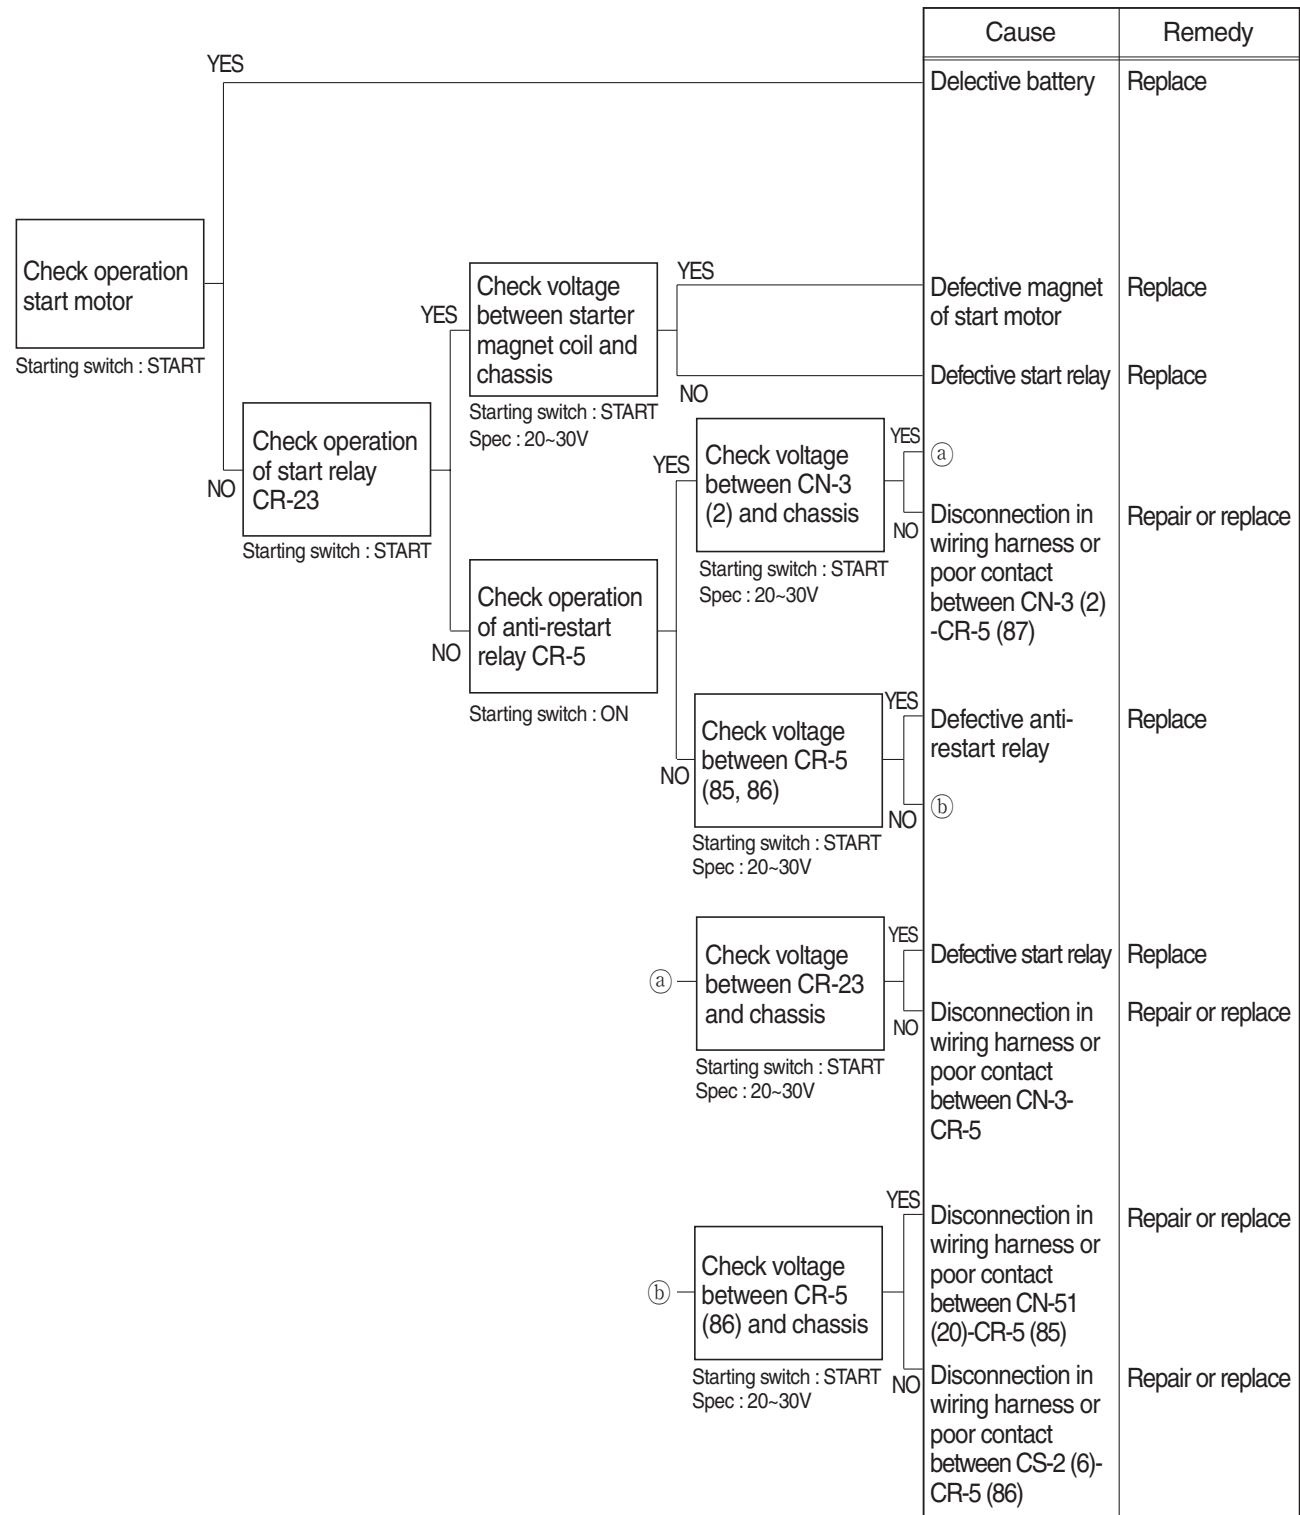 Cause
Remedy
YES
Delective battery
Replace
Check operation
start motor
Starting switch : START
YES
Check voltage
between starter
magnet coil and
chassis
Starting switch : START
Spec : 20~30V
YES
Defective magnet
of start motor
Replace
NO
Defective start relay
Replace
NO
Check operation
of start relay
CR-23
Starting switch : START
YES
Check voltage
between CN-3
(2) and chassis
Starting switch : START
Spec : 20~30V
YES
ⓐ
NO
Disconnection in
wiring harness or
poor contact
between CN-3 (2)
-CR-5 (87)
Repair or replace
NO
Check operation
of anti-restart
relay CR-5
Starting switch : ON
NO
Check voltage
between CR-5
(85, 86)
Starting switch : START
Spec : 20~30V
YES
Defective anti-
restart relay
Replace
NO
ⓑ
ⓐ
Check voltage
between CR-23
and chassis
Starting switch : START
Spec : 20~30V
YES
Defective start relay
Replace
NO
Disconnection in
wiring harness or
poor contact
between CN-3-
CR-5
Repair or replace
ⓑ
Check voltage
between CR-5
(86) and chassis
Starting switch : START
Spec : 20~30V
YES
Disconnection in
wiring harness or
poor contact
between CN-51
(20)-CR-5 (85)
Repair or replace
NO
Disconnection in
wiring harness or
poor contact
between CS-2 (6)-
CR-5 (86)
Repair or replace